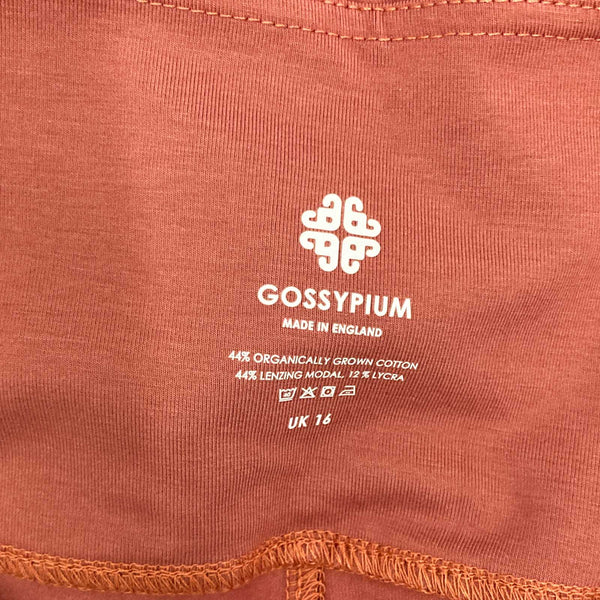 GOSSYPIUM
MADE IN ENGLAND
44% ORGANICALLY GROWN COTTON
44% LENZING MODAL, 12% LYCRA
UK 16